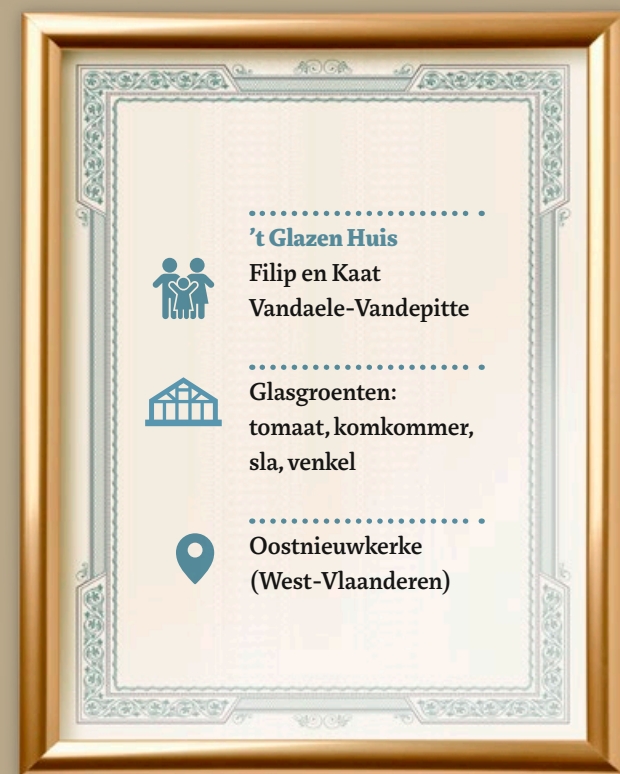 ’t Glazen Huis
Filip en Kaat
Vandaele-Vandepitte
Glasgroenten:
tomaat, komkommer,
sla, venkel
Oostnieuwkerke
(West-Vlaanderen)